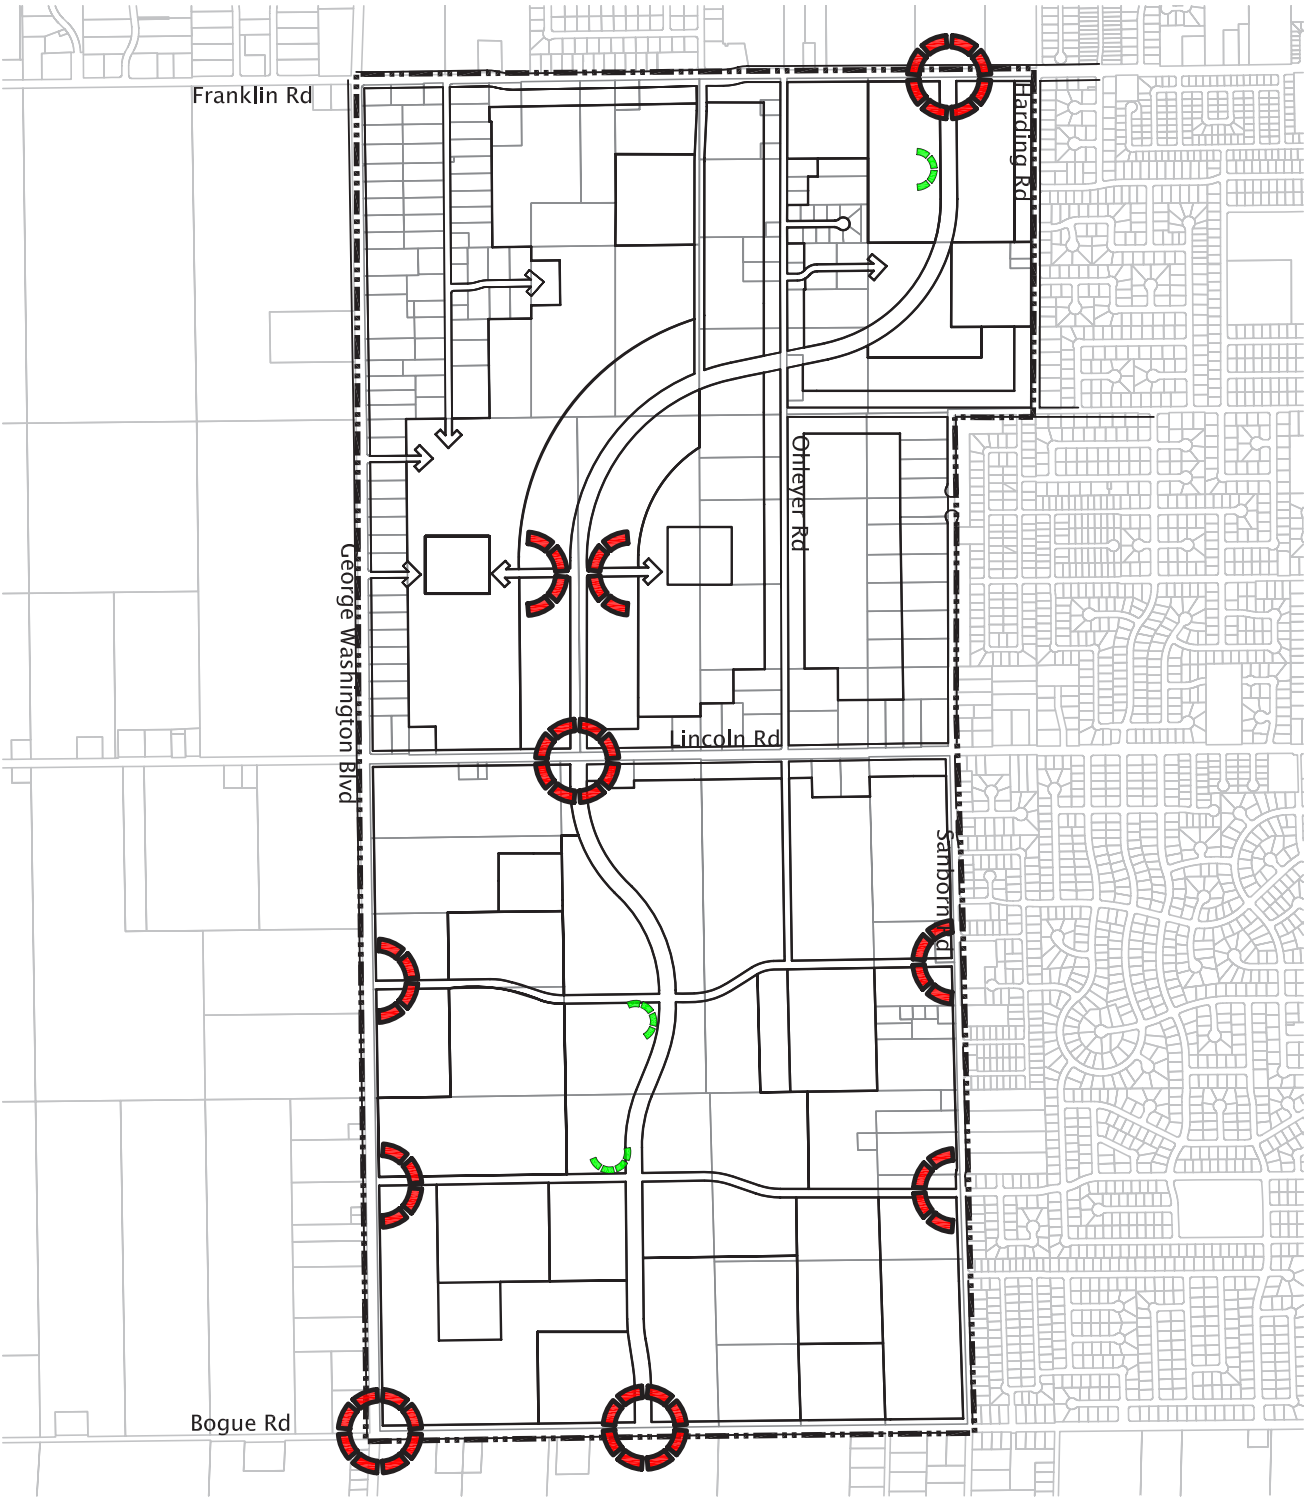 Franklin Rd
Harding Rd
Ohleyer Rd
George Washington Blvd
Lincoln Rd
Sanborn Rd
Bogue Rd